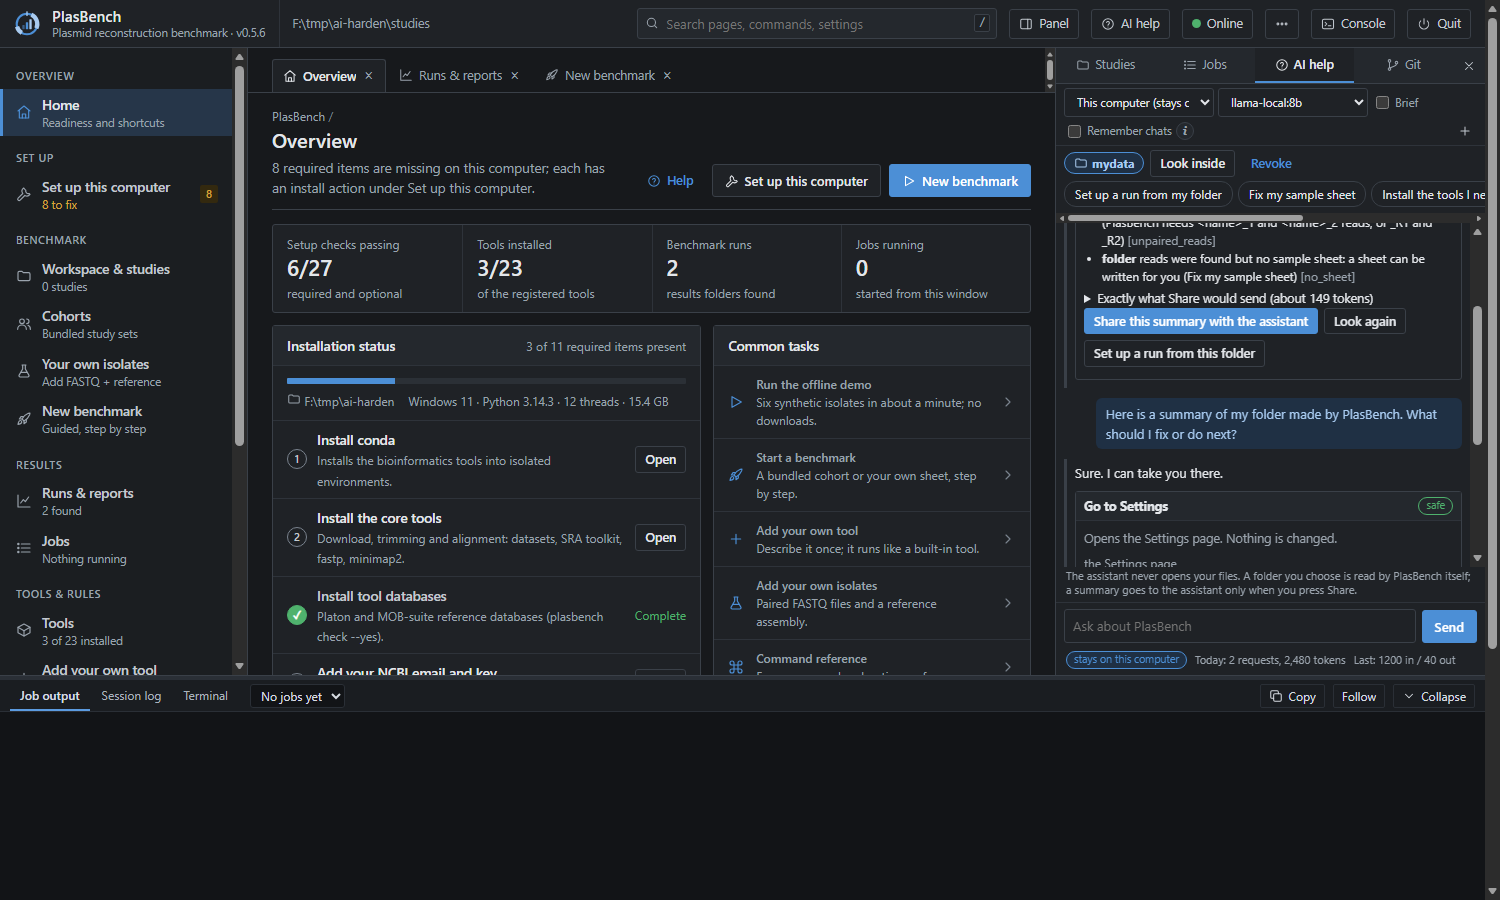 PlasBench
Plasmid reconstruction benchmark · v0.5.6
F:\tmp\ai-harden\studies
Search pages, commands, settings
/
Panel
AI help
Online
Console
Quit
OVERVIEW
Home
Readiness and shortcuts
SET UP
Set up this computer
8 to fix
8
BENCHMARK
Workspace & studies
0 studies
Cohorts
Bundled study sets
Your own isolates
Add FASTQ + reference
New benchmark
Guided, step by step
RESULTS
Runs & reports
2 found
Jobs
Nothing running
TOOLS & RULES
Tools
3 of 23 installed
Add your own tool
Overview
Runs & reports
New benchmark
PlasBench /
Overview
8 required items are missing on this computer; each has
an install action under Set up this computer.
Help
Set up this computer
New benchmark
Setup checks passing
6/27
required and optional
Tools installed
3/23
of the registered tools
Benchmark runs
2
results folders found
Jobs running
0
started from this window
Installation status
3 of 11 required items present
F:\tmp\ai-harden
Windows 11 · Python 3.14.3 · 12 threads · 15.4 GB
1
Install conda
Installs the bioinformatics tools into isolated
environments.
Open
2
Install the core tools
Download, trimming and alignment: datasets, SRA toolkit,
fastp, minimap2.
Open
Install tool databases
Platon and MOB-suite reference databases (plasbench
check --yes).
Complete
Add your NCBI email and key
Common tasks
Run the offline demo
Six synthetic isolates in about a minute; no
downloads.
Start a benchmark
A bundled cohort or your own sheet, step
by step.
Add your own tool
Describe it once; it runs like a built-in tool.
Add your own isolates
Paired FASTQ files and a reference
assembly.
Command reference
Studies
Jobs
AI help
Git
This computer (stays c
llama-local:8b
Brief
Remember chats
mydata
Look inside
Revoke
Set up a run from my folder
Fix my sample sheet
Install the tools I ne
(PlasBench needs <name>_1 and <name>_2 reads, or _R1 and
_R2) [unpaired_reads]
folder reads were found but no sample sheet: a sheet can be
written for you (Fix my sample sheet) [no_sheet]
Exactly what Share would send (about 149 tokens)
Share this summary with the assistant
Look again
Set up a run from this folder
Here is a summary of my folder made by PlasBench. What
should I fix or do next?
Sure. I can take you there.
Go to Settings
safe
Opens the Settings page. Nothing is changed.
the Settings page
The assistant never opens your files. A folder you choose is read by PlasBench itself;
a summary goes to the assistant only when you press Share.
Ask about PlasBench
Send
stays on this computer
Today: 2 requests, 2,480 tokens
Last: 1200 in / 40 out
Job output
Session log
Terminal
No jobs yet
Copy
Follow
Collapse